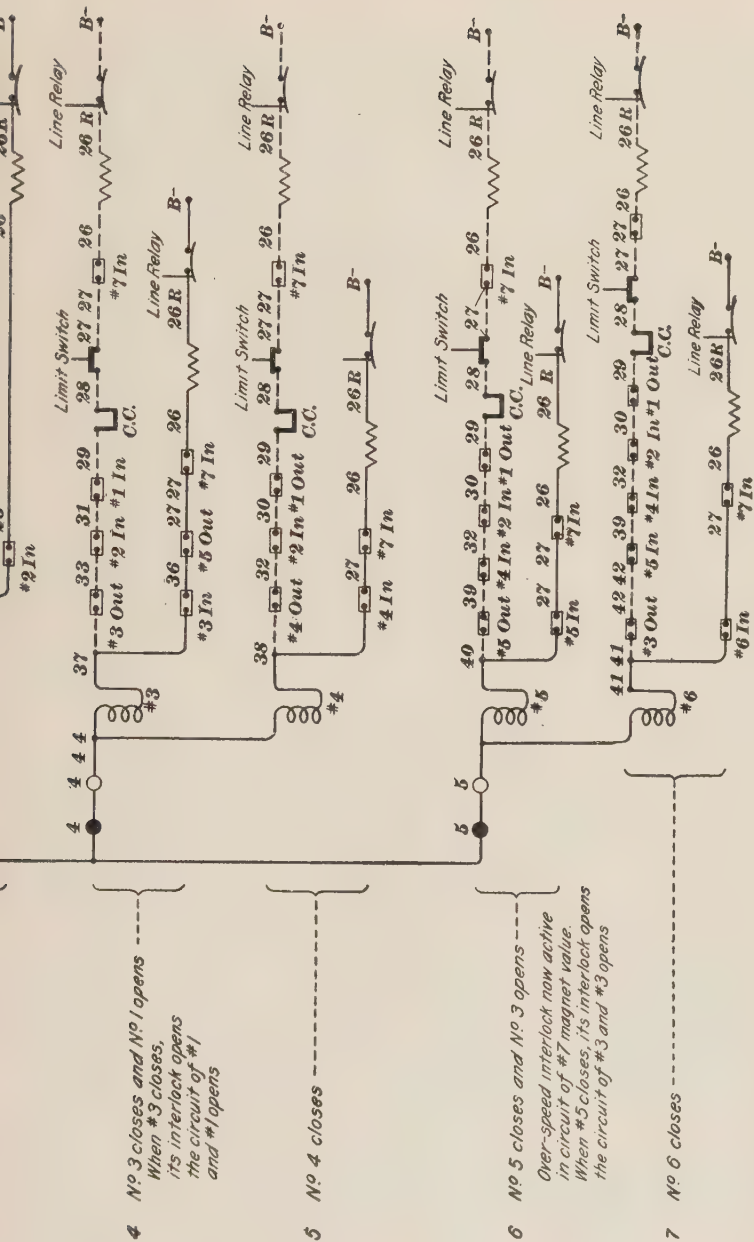 26R
B-
#2 In
4 Nº 3 closes and Nº 1 opens
When #3 closes,
its interlock opens
the circuit of #1
and #1 opens
4 4 4 4
#3
37 33 31 29 28 27 27 26 26 R B-
#3 Out #2 In #1 In C.C. Limit Switch #7 In Line Relay
36 27 27 26 26R B-
#3 In #5 Out #7 In Line Relay
5 Nº 4 closes
#4
38 32 30 29 28 27 27 26 26 R B-
#4 Out #2 In #1 Out C.C. Limit Switch #7 In Line Relay
27 26 26R B-
#4 In #7 In
6 Nº 5 closes and Nº 3 opens
Over-speed interlock now active
in circuit of #7 magnet value.
When #5 closes, its interlock opens
the circuit of #3 and #3 opens
5 5
#5
40 39 32 30 29 28 27 26 26 R B-
#5 Out #4 In #2 In #1 Out C.C. Limit Switch #7 In Line Relay
27 27 26 26 R B-
#5 In #7 In Line Relay
7 Nº 6 closes
#6
41 41 42 42 39 32 30 29 28 27 27 26 26 R B-
#3 Out #5 In #4 In #2 In #1 Out C.C. Limit Switch Line Relay
27 26 26R B-
#6 In #7 In Line Relay